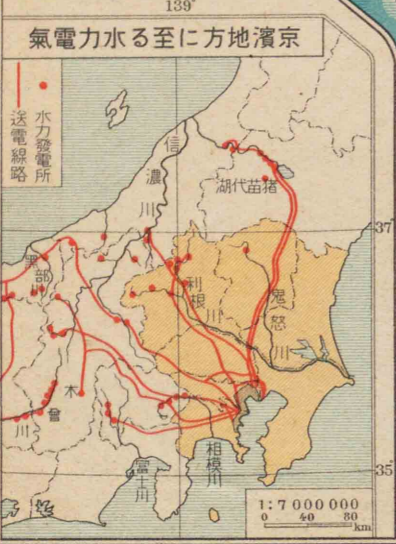 139°
京濱地方に至る水力電氣
水力發電所
送電線路
信濃川
猪苗代湖
37°
黒部川
利根川
鬼怒川
木曾川
富士川
相模川
35°
1:7 000 000
0 40 80
km